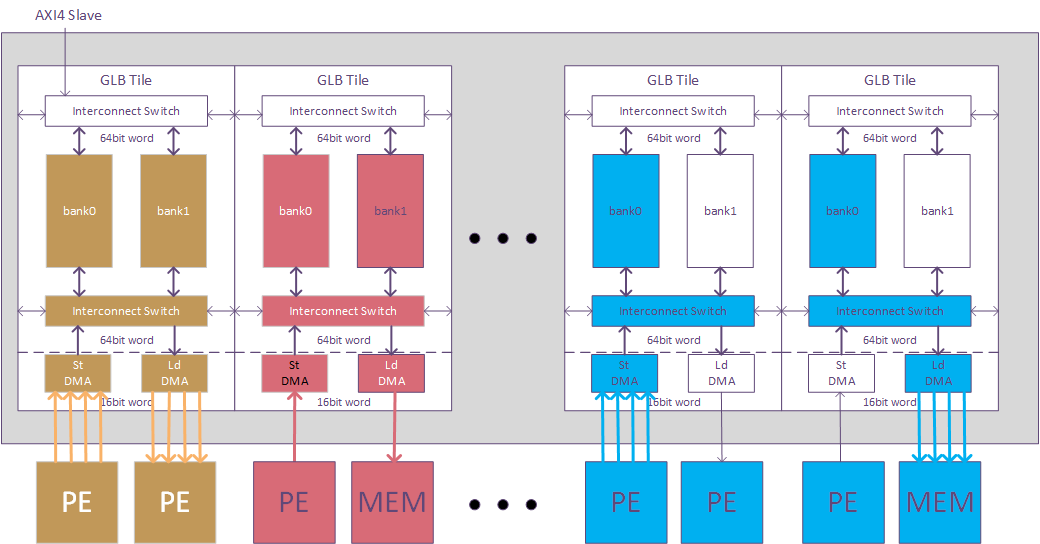 AXI4 Slave
GLB Tile GLB Tile GLB Tile GLB Tile
Interconnect Switch Interconnect Switch Interconnect Switch Interconnect Switch
64bit word 64bit word 64bit word 64bit word
bank0 bank1 bank0 bank1 bank0 bank1 bank0 bank1
Interconnect Switch Interconnect Switch Interconnect Switch Interconnect Switch
64bit word 64bit word 64bit word 64bit word
St Ld St Ld St Ld St Ld
DMA DMA DMA DMA DMA DMA DMA DMA
16bit word 16bit word 16bit word 16bit word
PE PE PE MEM PE PE PE MEM